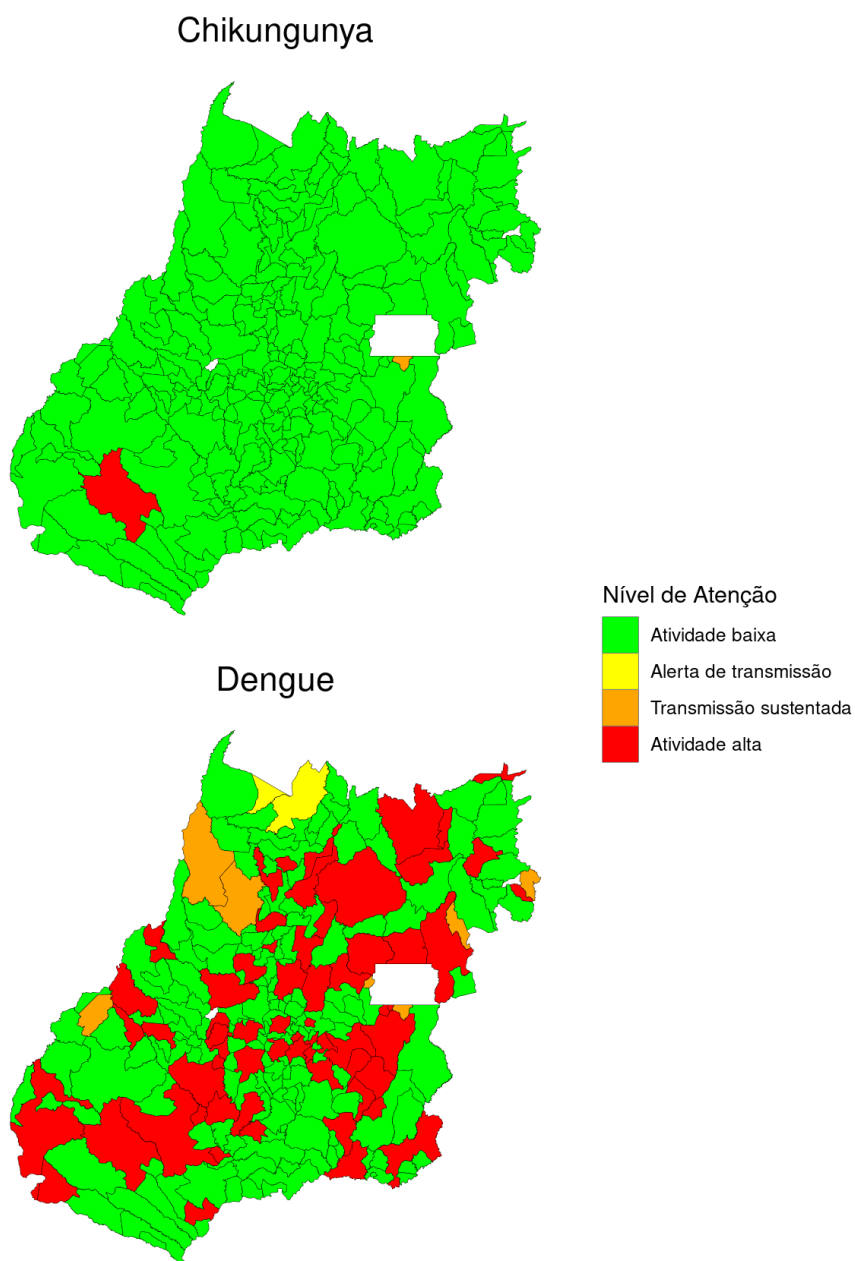 Chikungunya
Nível de Atenção
Atividade baixa
Alerta de transmissão
Transmissão sustentada
Atividade alta
Dengue